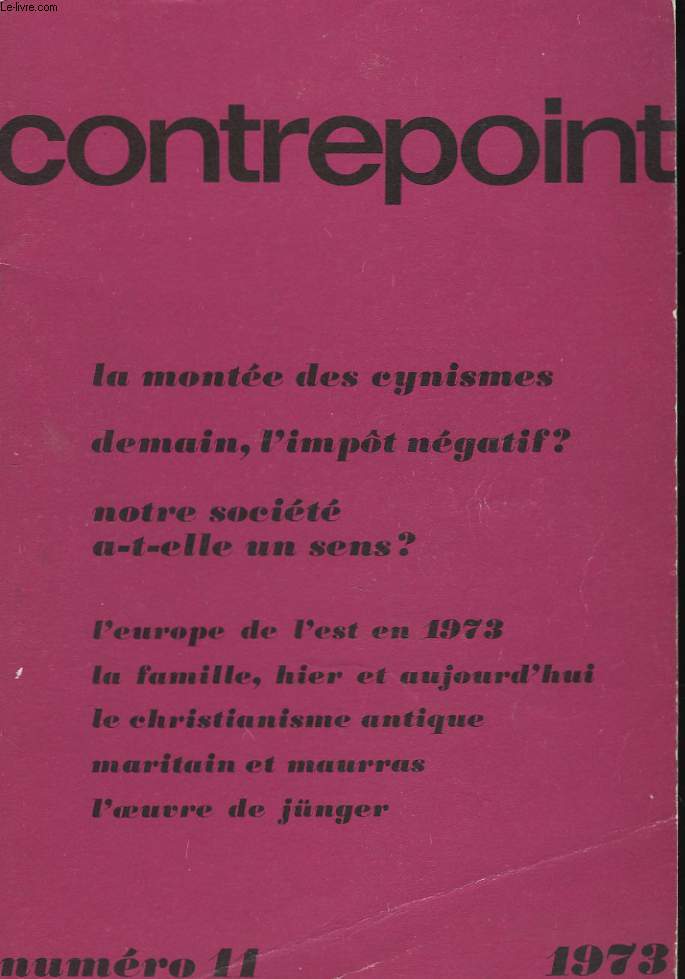 Le-livre.com
contrepoint
la montée des cynismes
demain, l'impôt négatif?
notre société
a-t-elle un sens?
l'europe de l'est en 1973
la famille, hier et aujourd'hui
le christianisme antique
maritain et maurras
l'œuvre de jünger
numéro 11
1973